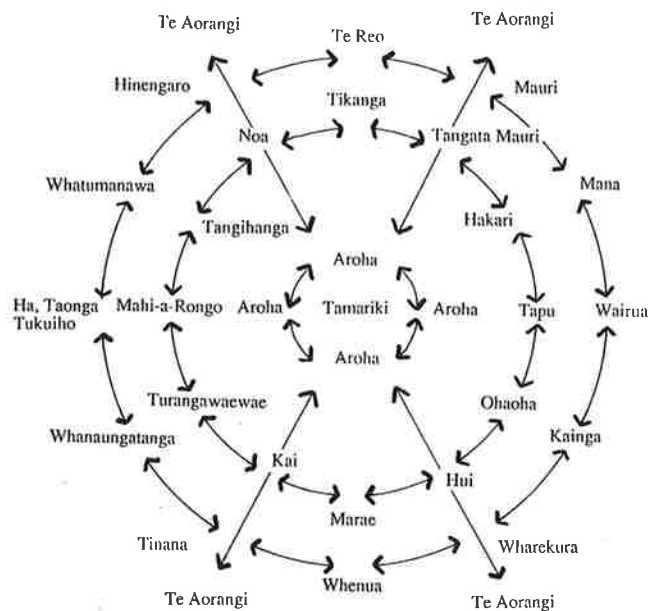 Te Aorangi
Te Reo
Te Aorangi
Hinengaro
Mauri
Tikanga
Noa
Tangata Mauri
Whatumanawa
Mana
Tangihanga
Hakari
Aroha
Ha, Taonga
Tukuiho
Mahi-a-Rongo
Aroha
Tamariki
Aroha
Tapu
Wairua
Aroha
Turangawaewae
Ohaoha
Whanaungatanga
Kainga
Kai
Hui
Marae
Tinana
Wharekura
Whenua
Te Aorangi
Te Aorangi